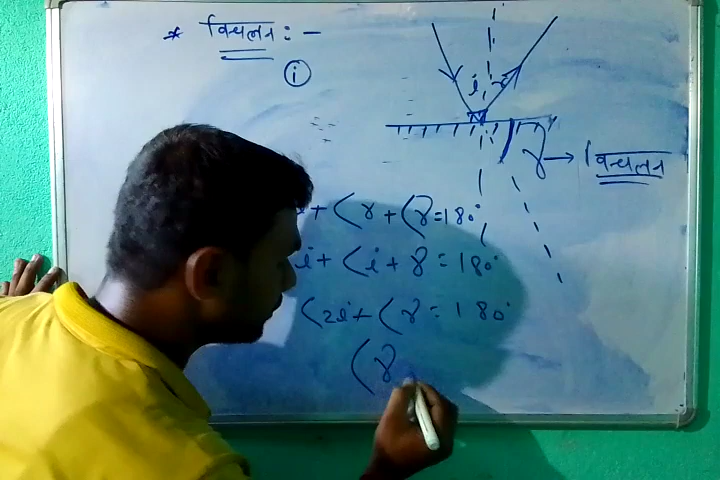 * विचलन :-
i
i r
γ → विचलन
+ ∠r + ∠γ = 180°
i + ∠i + γ = 180°
∠2i + ∠γ = 180°
∠γ